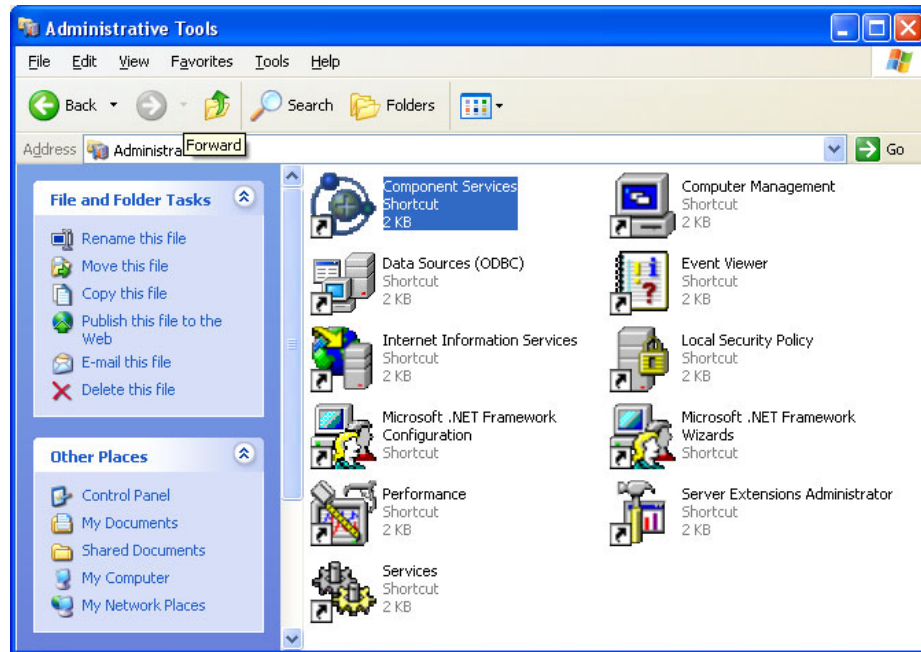 Administrative Tools
File Edit View Favorites Tools Help
Back Search Folders
Forward
Address Administra Go
File and Folder Tasks
Rename this file
Move this file
Copy this file
Publish this file to the
Web
E-mail this file
Delete this file
Other Places
Control Panel
My Documents
Shared Documents
My Computer
My Network Places
Component Services
Shortcut
2 KB
Computer Management
Shortcut
2 KB
Data Sources (ODBC)
Shortcut
2 KB
Event Viewer
Shortcut
2 KB
Internet Information Services
Shortcut
2 KB
Local Security Policy
Shortcut
2 KB
Microsoft .NET Framework
Configuration
Shortcut
Microsoft .NET Framework
Wizards
Shortcut
Performance
Shortcut
2 KB
Server Extensions Administrator
Shortcut
2 KB
Services
Shortcut
2 KB